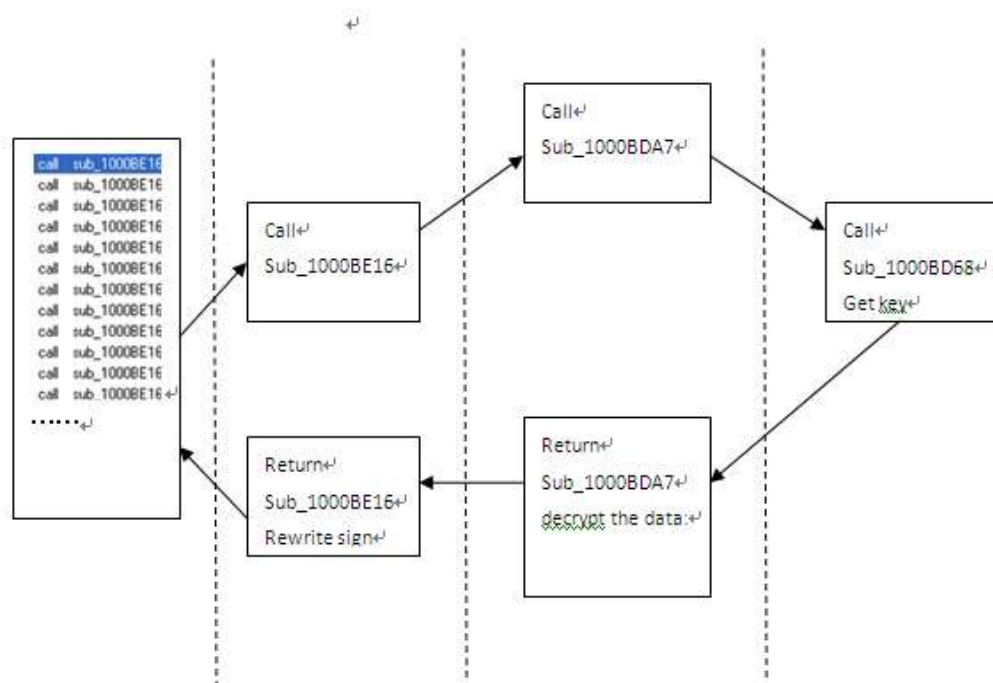 call sub_1000BE16
call sub_1000BE16
call sub_1000BE16
call sub_1000BE16
call sub_1000BE16
call sub_1000BE16
call sub_1000BE16
call sub_1000BE16
call sub_1000BE16
call sub_1000BE16
call sub_1000BE16
call sub_1000BE16
......
Call
Sub_1000BE16
Call
Sub_1000BDA7
Call
Sub_1000BD68
Get key
Return
Sub_1000BDA7
decrypt the data:
Return
Sub_1000BE16
Rewrite sign